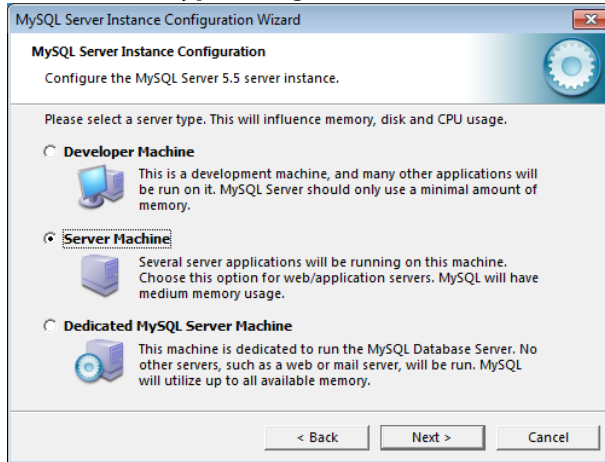 MySQL Server Instance Configuration Wizard
MySQL Server Instance Configuration
Configure the MySQL Server 5.5 server instance.
Please select a server type. This will influence memory, disk and CPU usage.
Developer Machine
This is a development machine, and many other applications will
be run on it. MySQL Server should only use a minimal amount of
memory.
Server Machine
Several server applications will be running on this machine.
Choose this option for web/application servers. MySQL will have
medium memory usage.
Dedicated MySQL Server Machine
This machine is dedicated to run the MySQL Database Server. No
other servers, such as a web or mail server, will be run. MySQL
will utilize up to all available memory.
< Back Next > Cancel